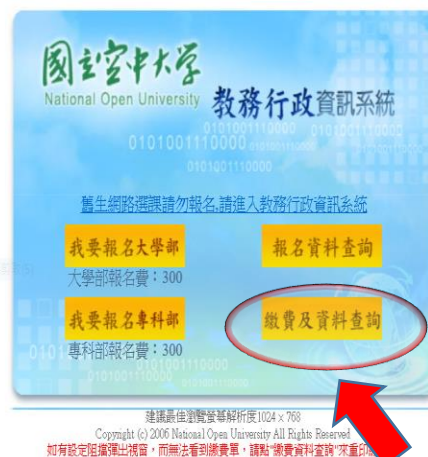 國立空中大学
National Open University
教務行政資訊系統
0101001110000
0101001110000
0101001110000
舊生網路選課請勿報名,請進入教務行政資訊系統
我要報名大學部
報名資料查詢
大學部報名費：300
我要報名專科部
繳費及資料查詢
專科部報名費：300
建議最佳瀏覽螢幕解析度1024 x 768
Copyright (c) 2006 National Open University All Rights Reserved
如有設定阻擋彈出視窗，而無法看到繳費單，請點"繳費資料查詢"來重印